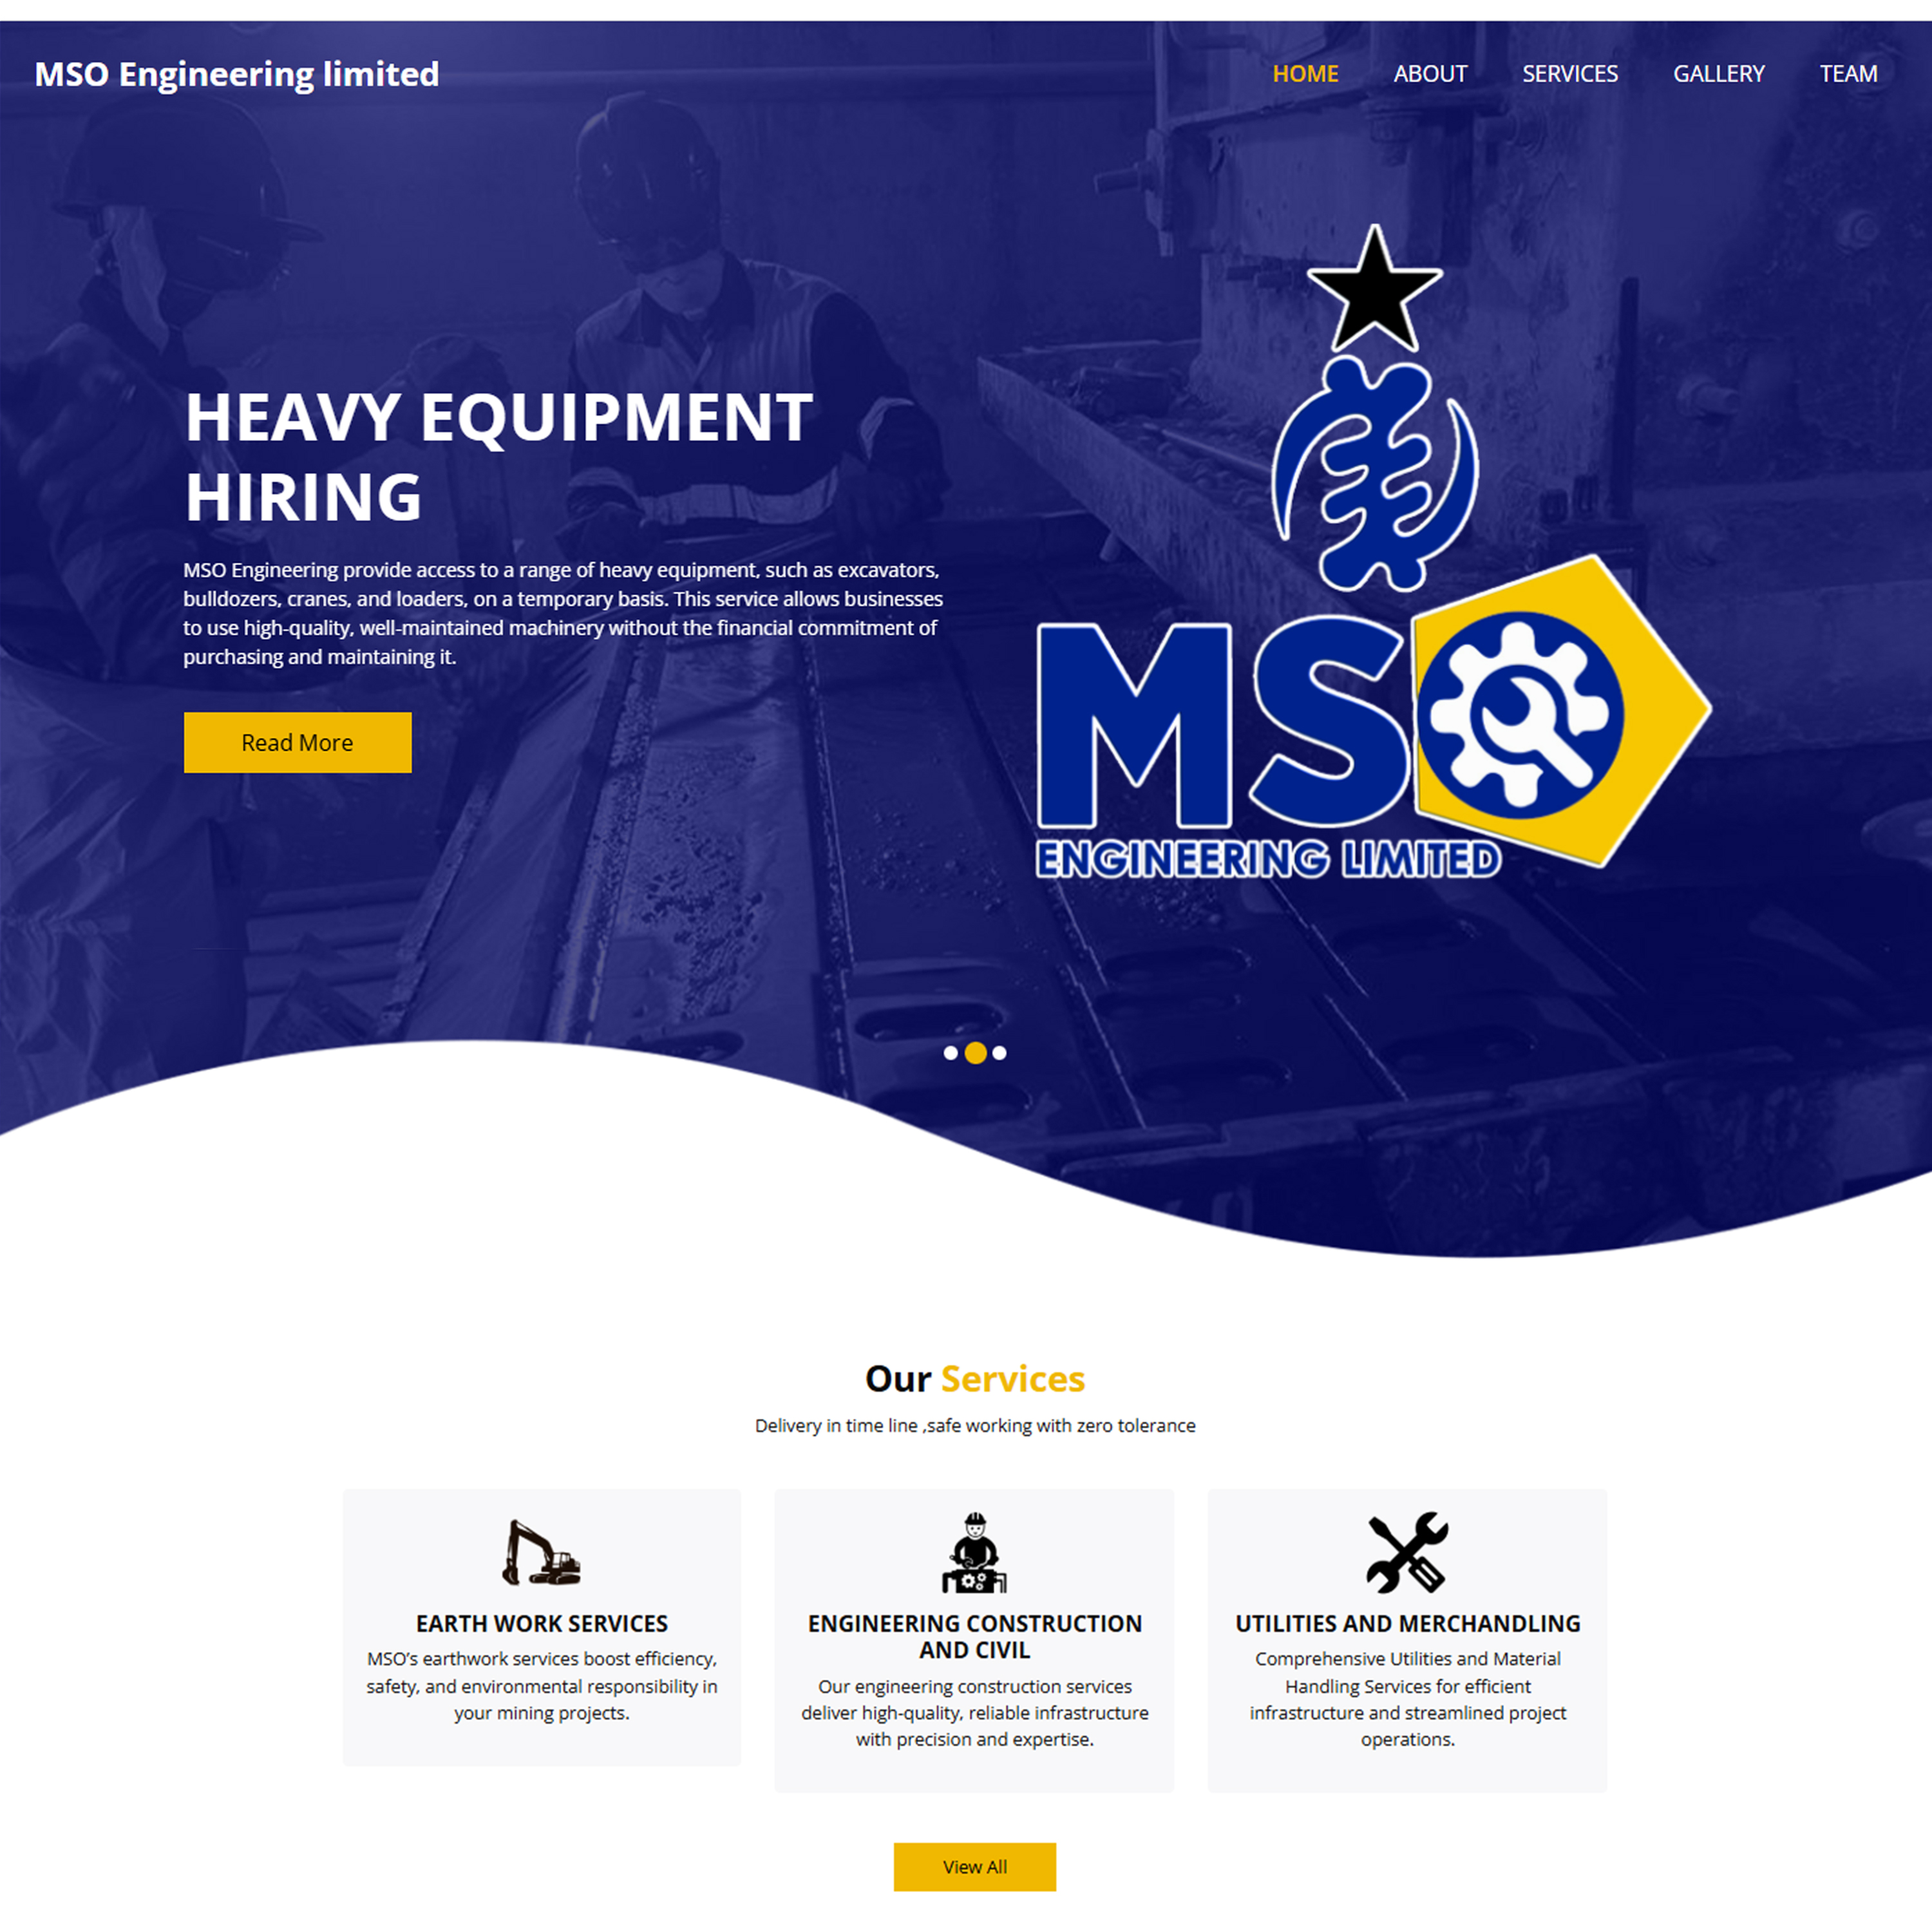 MSO Engineering limited
HOME ABOUT SERVICES GALLERY TEAM
HEAVY EQUIPMENT
HIRING
MSO Engineering provide access to a range of heavy equipment, such as excavators,
bulldozers, cranes, and loaders, on a temporary basis. This service allows businesses
to use high-quality, well-maintained machinery without the financial commitment of
purchasing and maintaining it.
Read More
MSO
ENGINEERING LIMITED
Our Services
Delivery in time line ,safe working with zero tolerance
EARTH WORK SERVICES
MSO’s earthwork services boost efficiency,
safety, and environmental responsibility in
your mining projects.
ENGINEERING CONSTRUCTION
AND CIVIL
Our engineering construction services
deliver high-quality, reliable infrastructure
with precision and expertise.
UTILITIES AND MERCHANDLING
Comprehensive Utilities and Material
Handling Services for efficient
infrastructure and streamlined project
operations.
View All